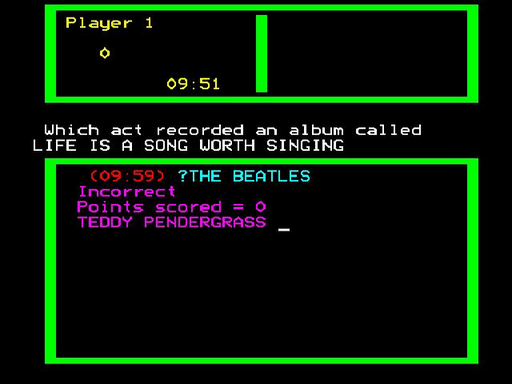 Player 1
0
09:51
Which act recorded an album called
LIFE IS A SONG WORTH SINGING
(09:59) ?THE BEATLES
Incorrect
Points scored = 0
TEDDY PENDERGRASS _